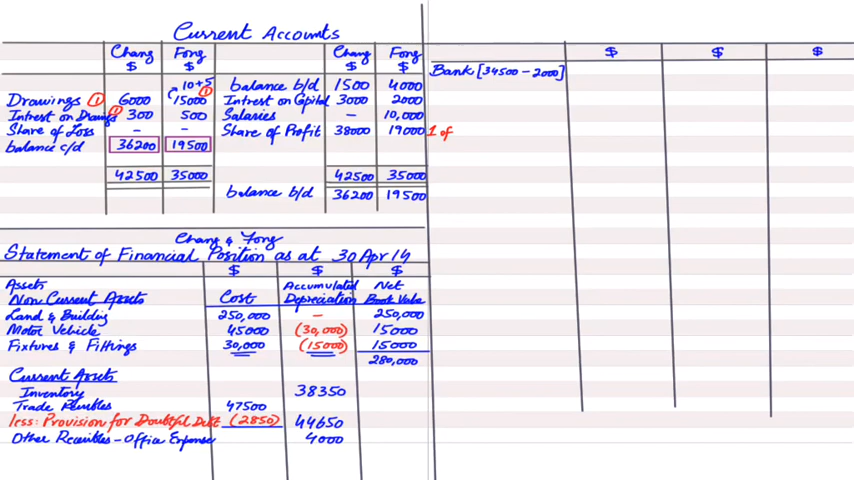 Current Accounts
Chang Fong Chang Fong
$ $ $ $
10+5
balance b/d 1500 4000
Drawings 1 6000 15000 1 Intrest on Capital 3000 2000
Interest on Drawings 1 300 500 Salaries - 10,000
Share of Loss - - Share of Profit 38000 19000 1 of
balance c/d 36200 19500
42500 35000 42500 35000
balance b/d 36200 19500
Chang & Fong
Statement of Financial Position as at 30 Apr 14
$ $ $
Assets Accumulated Net
Non Current Assets Cost Depreciation Book Value
Land & Building 250,000 - 250,000
Motor Vehicle 45000 (30,000) 15000
Fixtures & Fittings 30,000 (15000) 15000
280,000
Current Assets
Inventory 38350
Trade Receibles 47500
less: Provision for Doubtful Debt (2850) 44650
Other Receibles - Office Expense 4000
$ $ $
Bank [34500 - 2000]